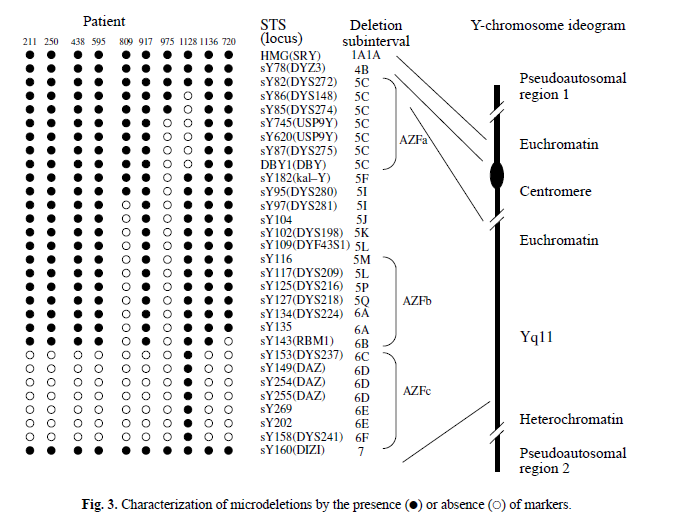 Patient
211 250 438 595 809 917 975 1128 1136 720
STS
(locus)
Deletion
subinterval
Y-chromosome ideogram
HMG(SRY) 1A1A
sY78(DYZ3) 4B
sY82(DYS272) 5C
sY86(DYS148) 5C
sY85(DYS274) 5C
sY745(USP9Y) 5C
sY620(USP9Y) 5C
sY87(DYS275) 5C
DBY1(DBY) 5C
sY182(kal–Y) 5F
sY95(DYS280) 5I
sY97(DYS281) 5I
sY104 5J
sY102(DYS198) 5K
sY109(DYF43S1) 5L
sY116 5M
sY117(DYS209) 5L
sY125(DYS216) 5P
sY127(DYS218) 5Q
sY134(DYS224) 6A
sY135 6A
sY143(RBM1) 6B
sY153(DYS237) 6C
sY149(DAZ) 6D
sY254(DAZ) 6D
sY255(DAZ) 6D
sY269 6E
sY202 6E
sY158(DYS241) 6F
sY160(DIZI) 7
AZFa
AZFb
AZFc
Pseudoautosomal
region 1
Euchromatin
Centromere
Euchromatin
Yq11
Heterochromatin
Pseudoautosomal
region 2
Fig. 3. Characterization of microdeletions by the presence (●) or absence (○) of markers.